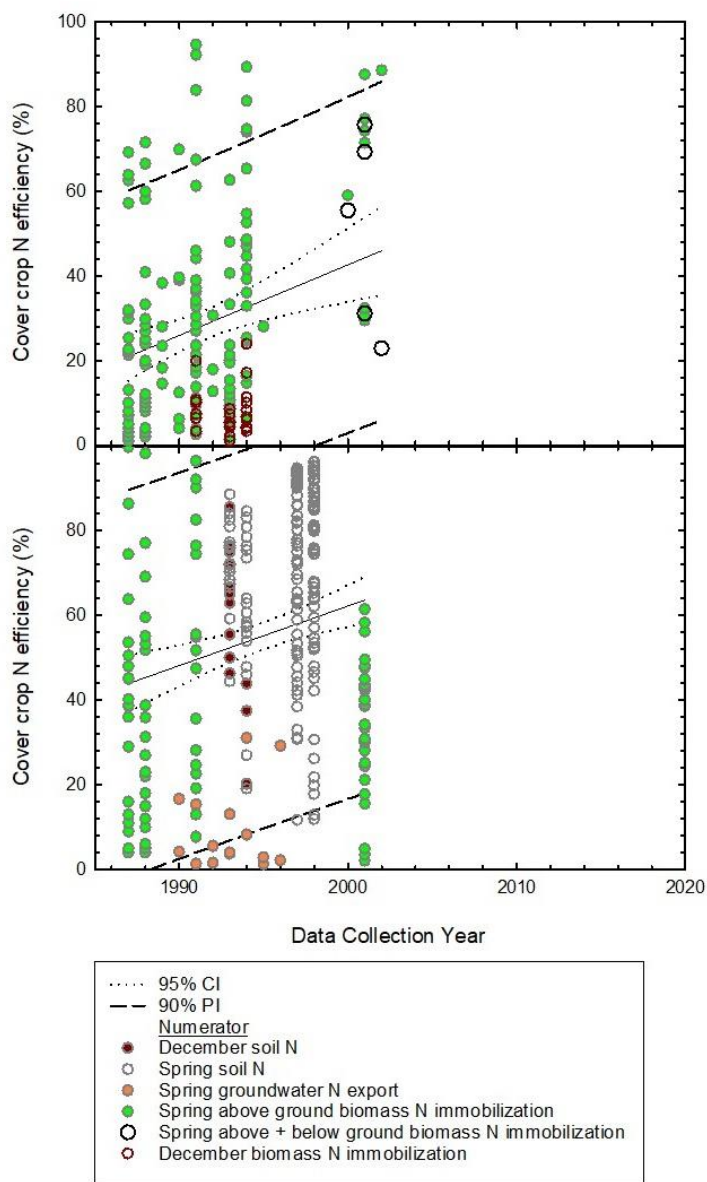 100
80
60
40
20
0
Cover crop N efficiency (%)
80
60
40
20
0
Cover crop N efficiency (%)
1990
2000
2010
2020
Data Collection Year
95% CI
90% PI
Numerator
December soil N
Spring soil N
Spring groundwater N export
Spring above ground biomass N immobilization
Spring above + below ground biomass N immobilization
December biomass N immobilization